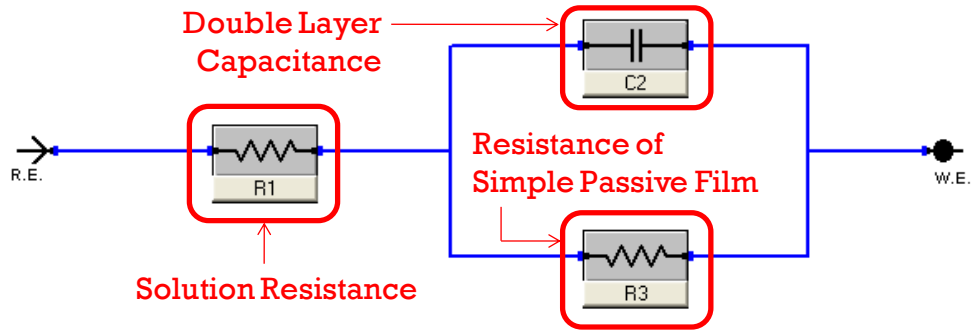 Double Layer
Capacitance
C2
R.E.
R1
Resistance of
Simple Passive Film
W.E.
R3
Solution Resistance